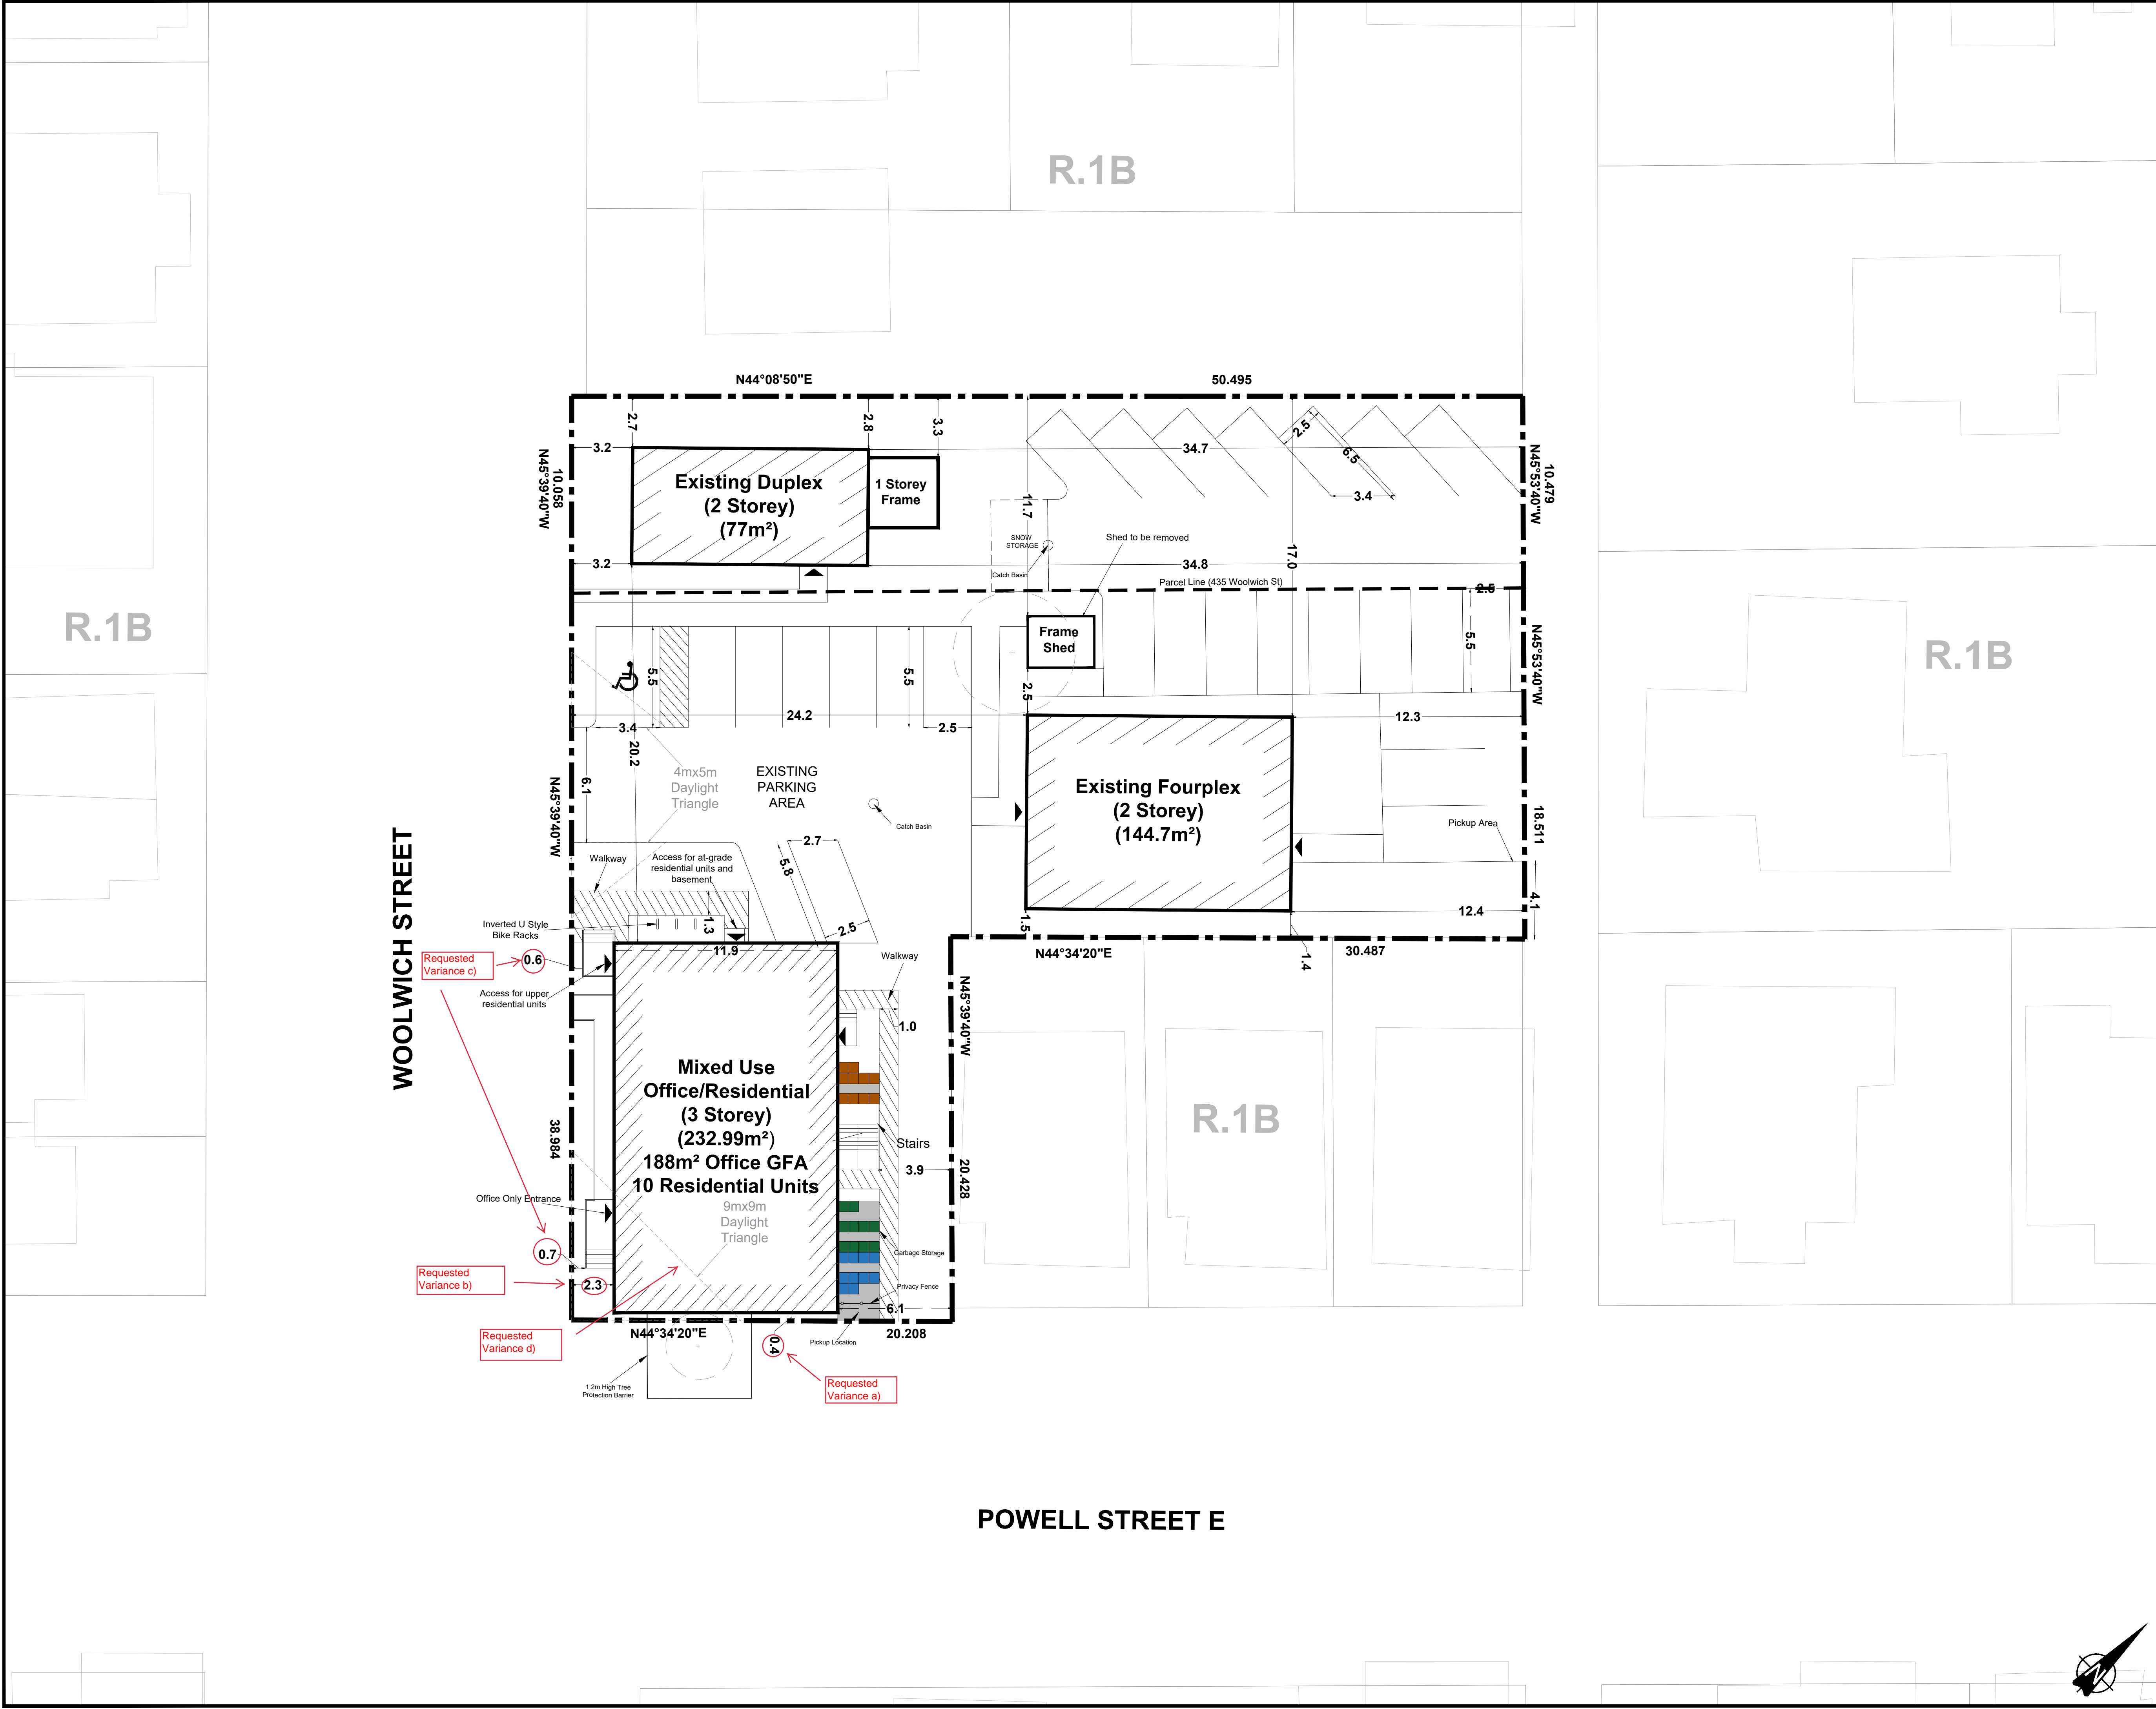 R.1B
N44°08'50"E
50.495
2.7
2.8
3.3
3.2
34.7
2.5
6.5
3.4
N45°39'40"W
10.058
N45°53'40"W
10.479
Existing Duplex
(2 Storey)
(77m²)
1 Storey
Frame
11.7
SNOW
STORAGE
Catch Basin
Shed to be removed
17.0
3.2
34.8
Parcel Line (435 Woolwich St)
2.5
R.1B
Frame
Shed
5.5
5.5
5.5
N45°53'40"W
R.1B
2.5
24.2
12.3
3.4
2.5
20.2
6.1
4mx5m
Daylight
Triangle
EXISTING
PARKING
AREA
Catch Basin
N45°39'40"W
Existing Fourplex
(2 Storey)
(144.7m²)
Pickup Area
18.511
2.7
5.8
Walkway
Access for at-grade
residential units and
basement
WOOLWICH STREET
1.3
2.5
1.5
12.4
4.1
Inverted U Style
Bike Racks
11.9
N44°34'20"E
1.4
30.487
Requested
Variance c)
0.6
Walkway
Access for upper
residential units
N45°39'40"W
1.0
Mixed Use
Office/Residential
(3 Storey)
(232.99m²)
188m² Office GFA
10 Residential Units
R.1B
38.984
Stairs
3.9
20.428
Office Only Entrance
9mx9m
Daylight
Triangle
0.7
Garbage Storage
Requested
Variance b)
2.3
Privacy Fence
6.1
Requested
Variance d)
N44°34'20"E
0.4
Pickup Location
20.208
1.2m High Tree
Protection Barrier
Requested
Variance a)
POWELL STREET E
N